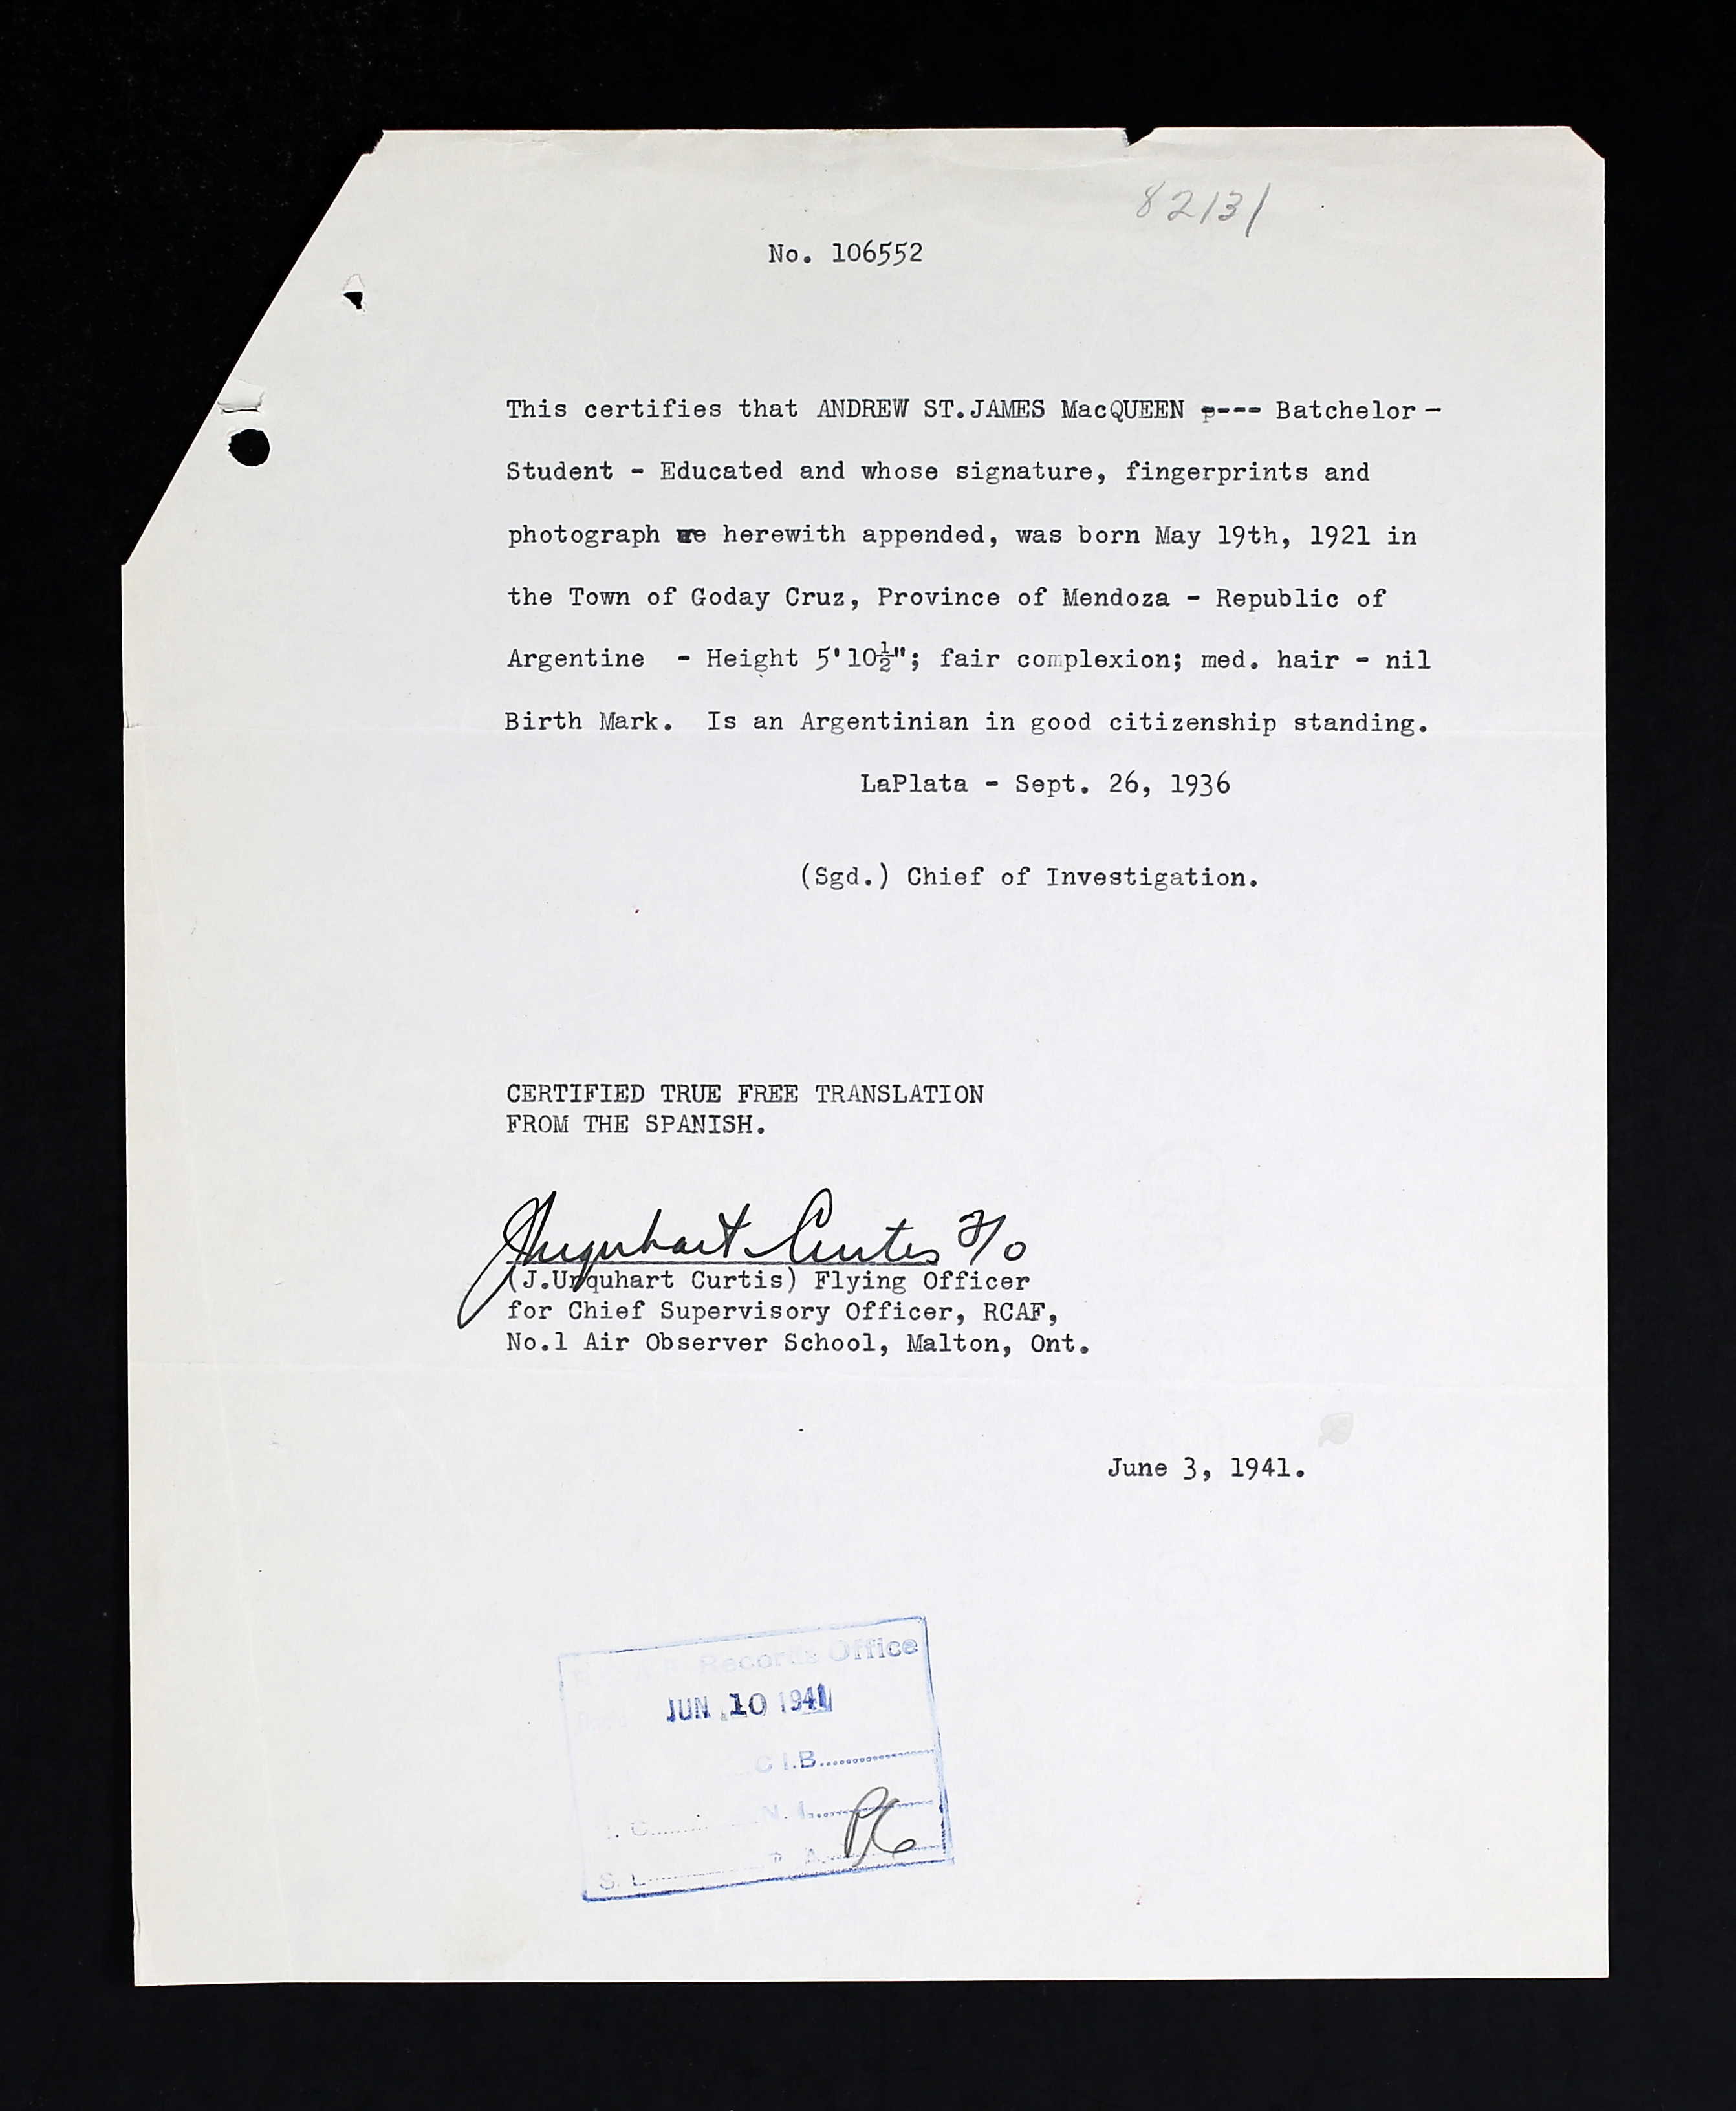 82131
No. 106552
This certifies that ANDREW ST.JAMES MacQUEEN p--- Batchelor -
Student - Educated and whose signature, fingerprints and
photograph are herewith appended, was born May 19th, 1921 in
the Town of Goday Cruz, Province of Mendoza - Republic of
Argentine - Height 5'10½"; fair complexion; med. hair - nil
Birth Mark. Is an Argentinian in good citizenship standing.
LaPlata - Sept. 26, 1936
(Sgd.) Chief of Investigation.
CERTIFIED TRUE FREE TRANSLATION
FROM THE SPANISH.
JUrquhart Curtis F/O
(J.Urquhart Curtis) Flying Officer
for Chief Supervisory Officer, RCAF,
No.1 Air Observer School, Malton, Ont.
June 3, 1941.
Records Office
JUN 10 1941
C.I.B.
N. I.
S. L.